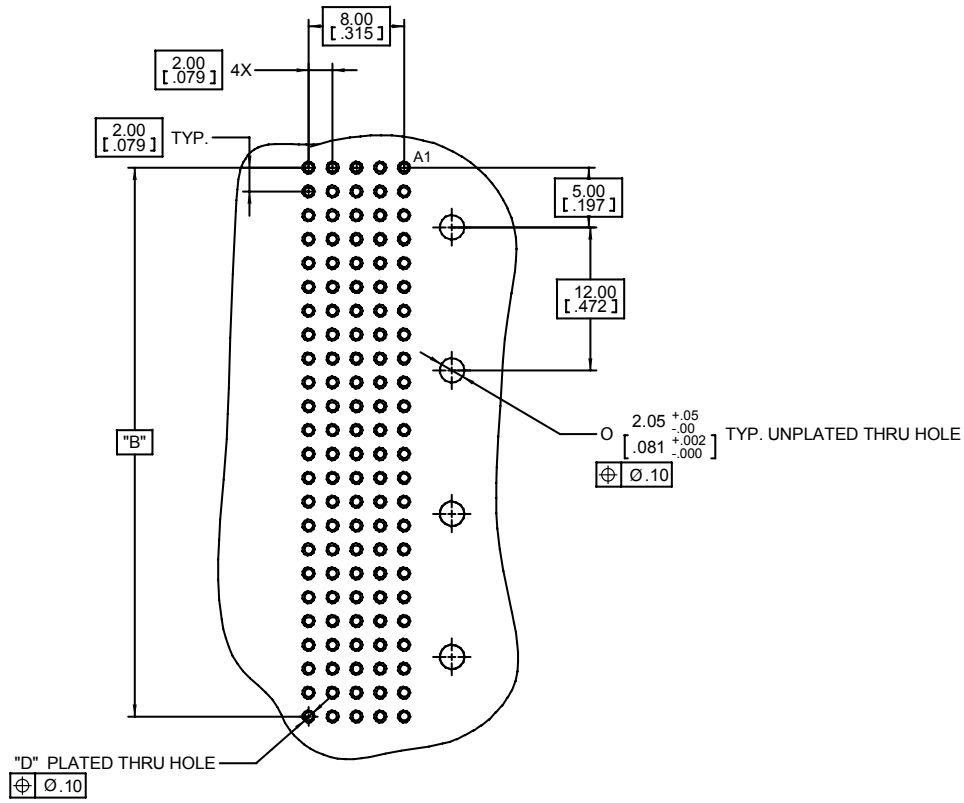 8.00
[.315]
2.00
[.079] 4X
2.00
[.079] TYP.
A1
5.00
[.197]
12.00
[.472]
"B"
O 2.05 +.05 -.00
[.081 +.002 -.000] TYP. UNPLATED THRU HOLE
⌖ Ø.10
"D" PLATED THRU HOLE
⌖ Ø.10